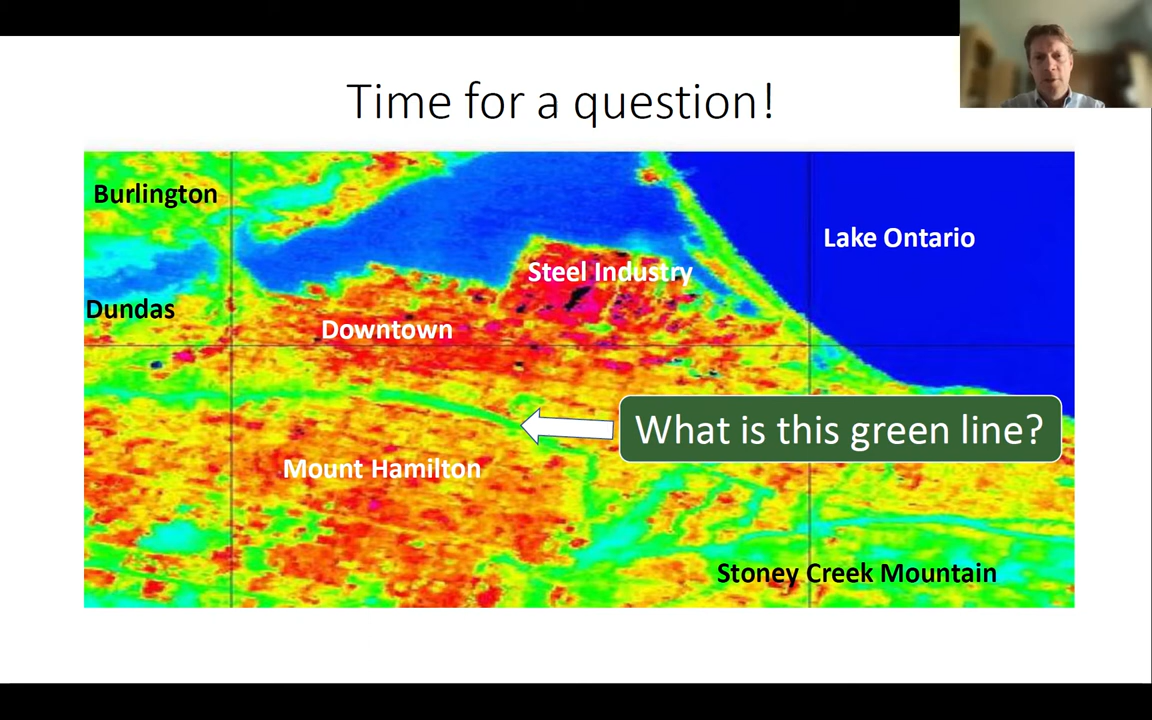 Time for a question!
Burlington
Lake Ontario
Steel Industry
Dundas
Downtown
What is this green line?
Mount Hamilton
Stoney Creek Mountain